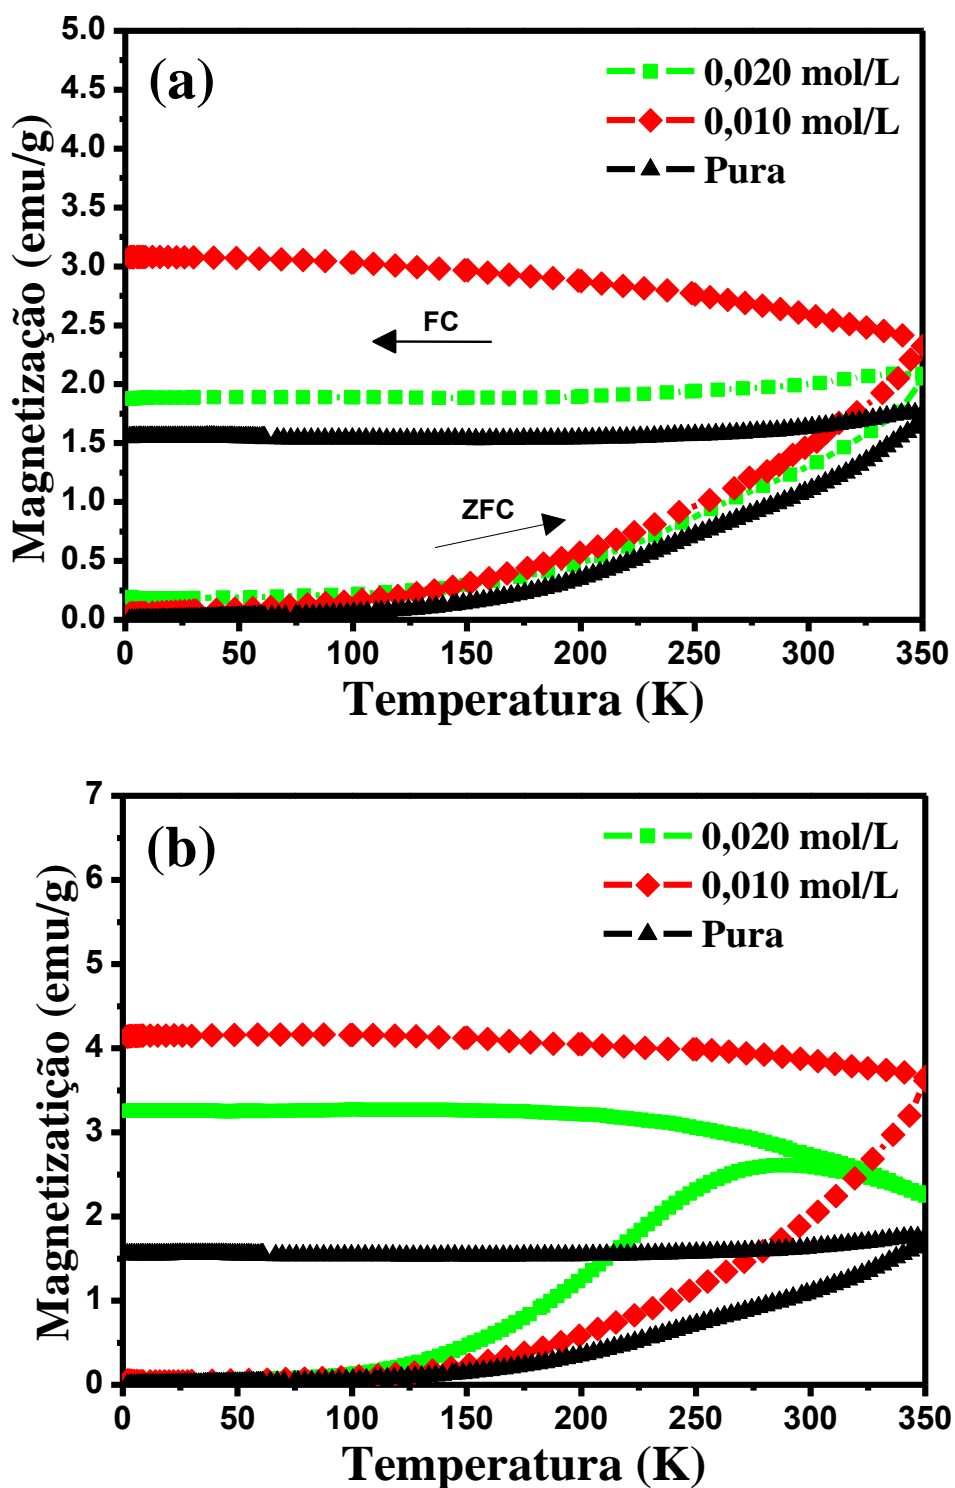 (a)
0,020 mol/L
0,010 mol/L
Pura
FC
ZFC
Magnetização (emu/g)
5.0
4.5
4.0
3.5
3.0
2.5
2.0
1.5
1.0
0.5
0.0
0 50 100 150 200 250 300 350
Temperatura (K)
(b)
0,020 mol/L
0,010 mol/L
Pura
Magnetizatição (emu/g)
7
6
5
4
3
2
1
0
0 50 100 150 200 250 300 350
Temperatura (K)